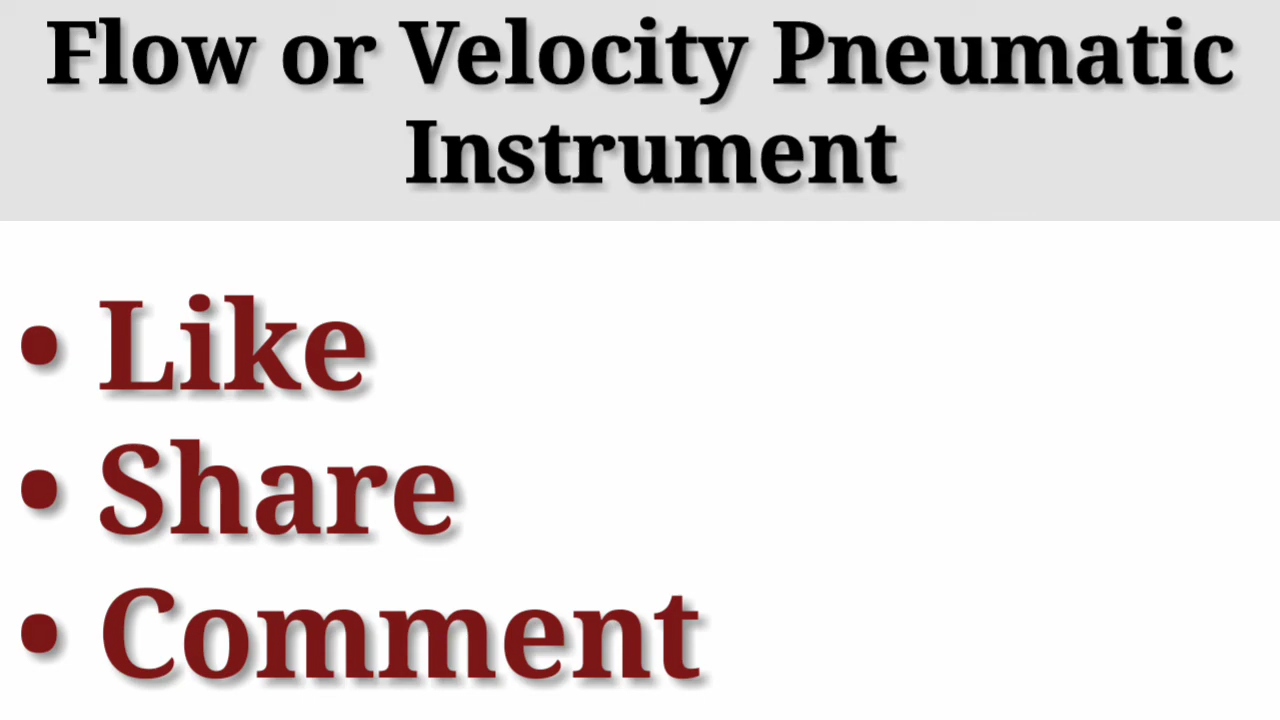 Flow or Velocity Pneumatic
Instrument
• Like
• Share
• Comment